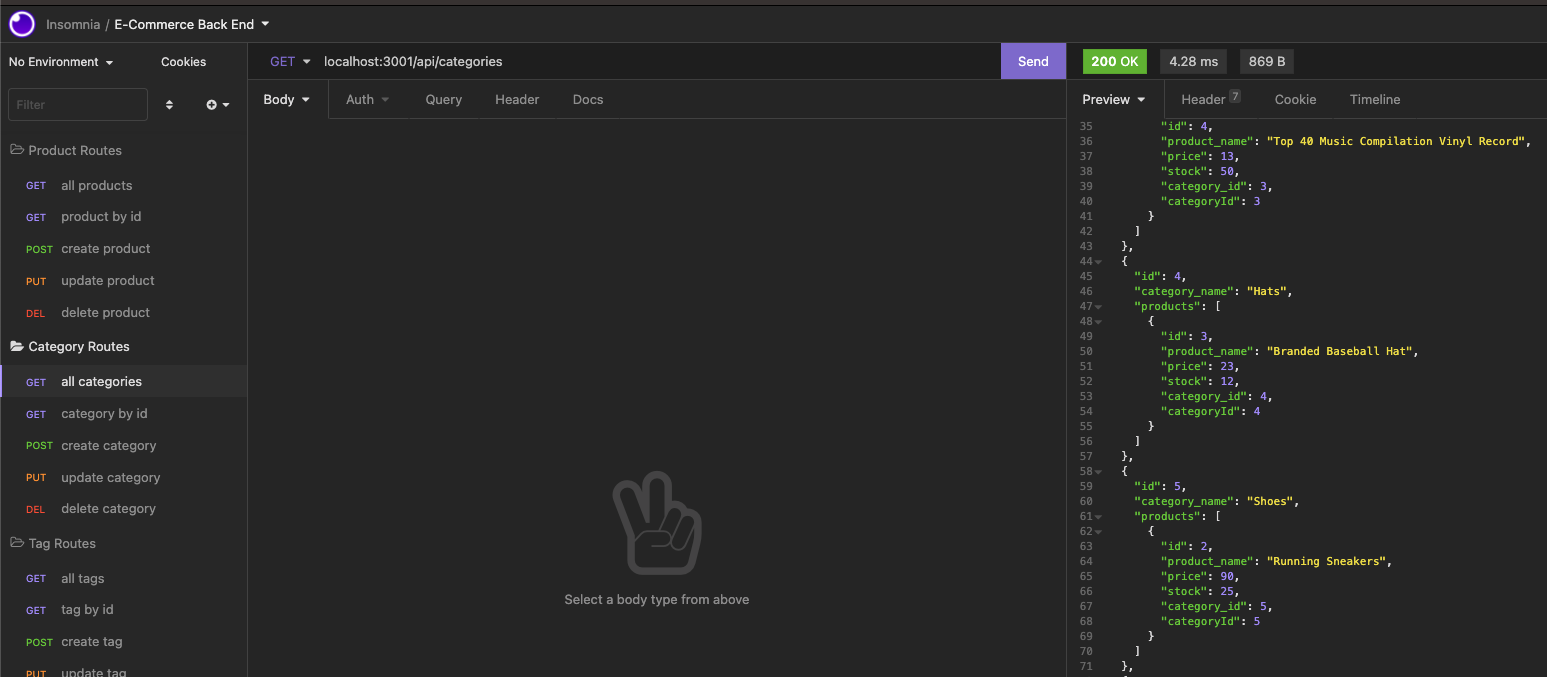 Insomnia / E-Commerce Back End
No Environment
Cookies
Filter
Product Routes
GET all products
GET product by id
POST create product
PUT update product
DEL delete product
Category Routes
GET all categories
GET category by id
POST create category
PUT update category
DEL delete category
Tag Routes
GET all tags
GET tag by id
POST create tag
PUT update tag
GET localhost:3001/api/categories
Send
Body Auth Query Header Docs
Select a body type from above
200 OK 4.28 ms 869 B
Preview Header 7 Cookie Timeline
35 "id": 4,
36 "product_name": "Top 40 Music Compilation Vinyl Record",
37 "price": 13,
38 "stock": 50,
39 "category_id": 3,
40 "categoryId": 3
41 }
42 ]
43 },
44 {
45 "id": 4,
46 "category_name": "Hats",
47 "products": [
48 {
49 "id": 3,
50 "product_name": "Branded Baseball Hat",
51 "price": 23,
52 "stock": 12,
53 "category_id": 4,
54 "categoryId": 4
55 }
56 ]
57 },
58 {
59 "id": 5,
60 "category_name": "Shoes",
61 "products": [
62 {
63 "id": 2,
64 "product_name": "Running Sneakers",
65 "price": 90,
66 "stock": 25,
67 "category_id": 5,
68 "categoryId": 5
69 }
70 ]
71 },